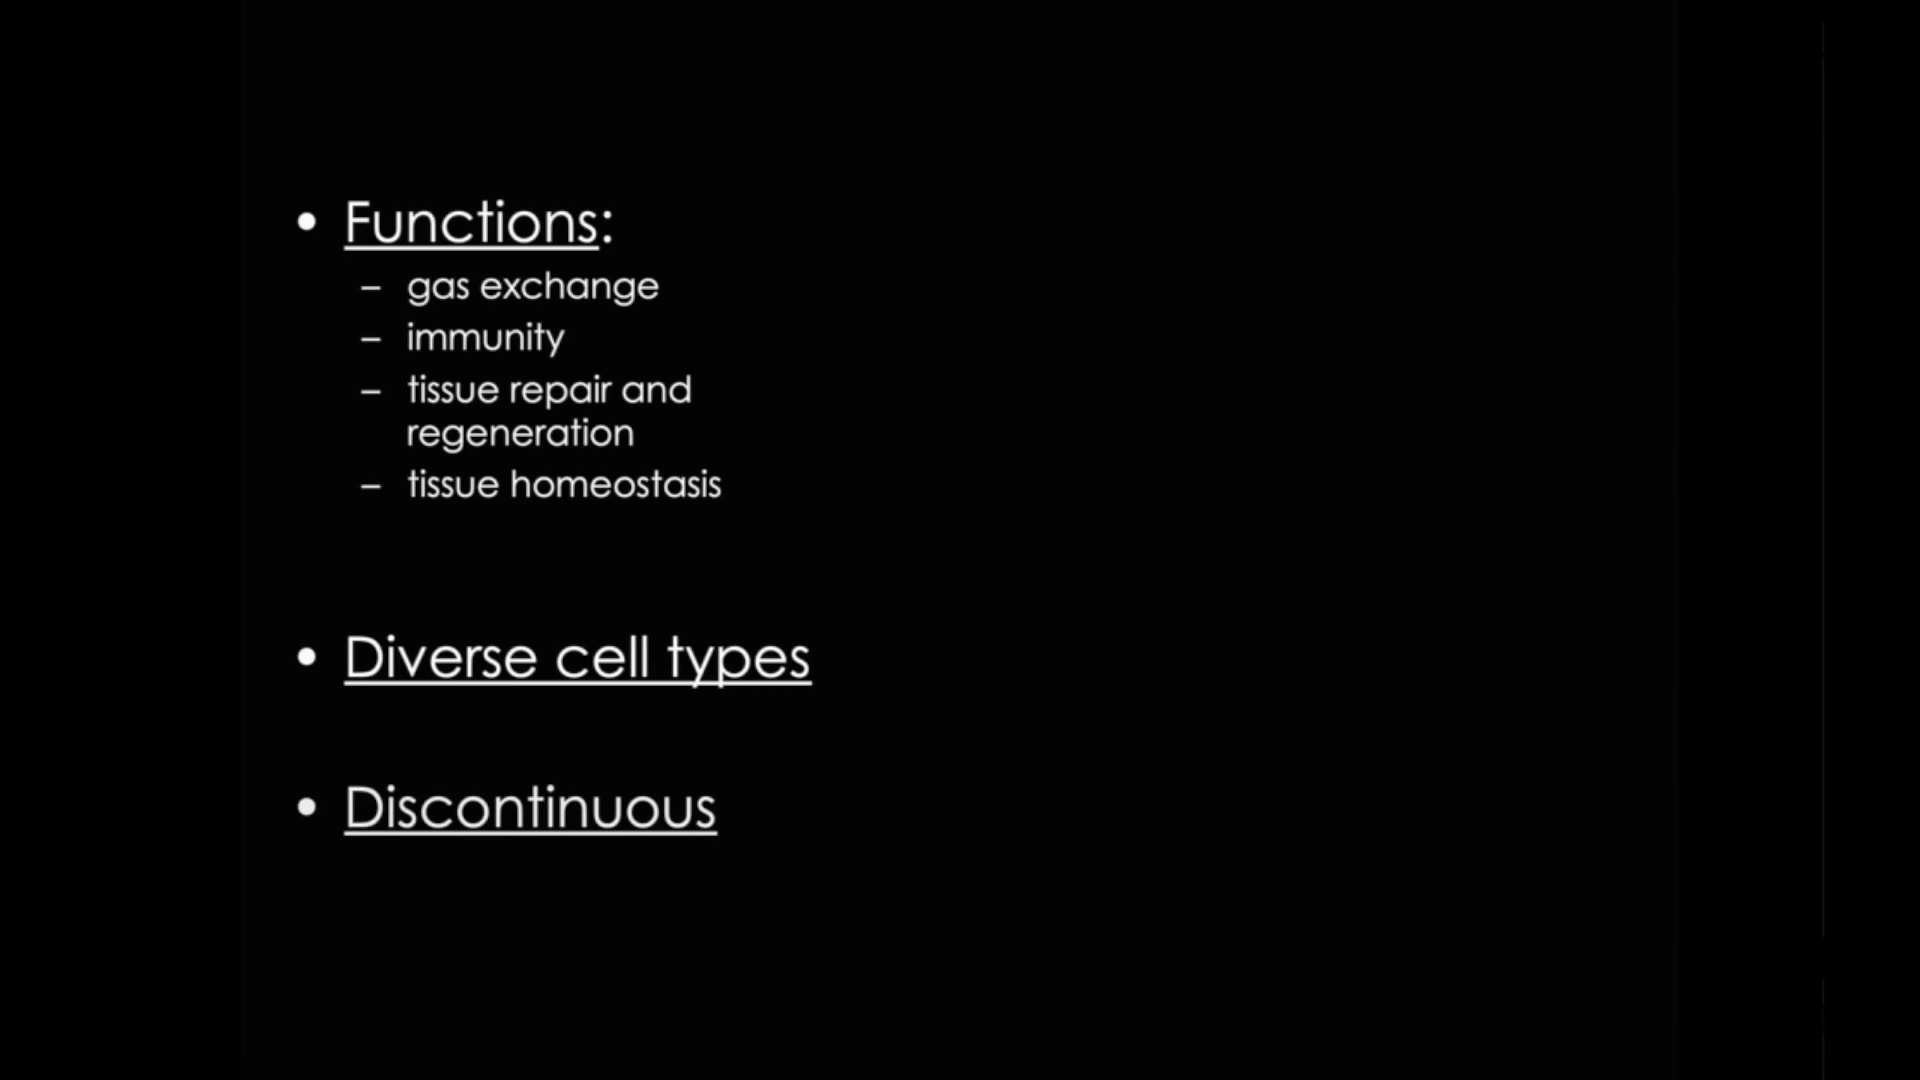 • Functions:
– gas exchange
– immunity
– tissue repair and
regeneration
– tissue homeostasis
• Diverse cell types
• Discontinuous